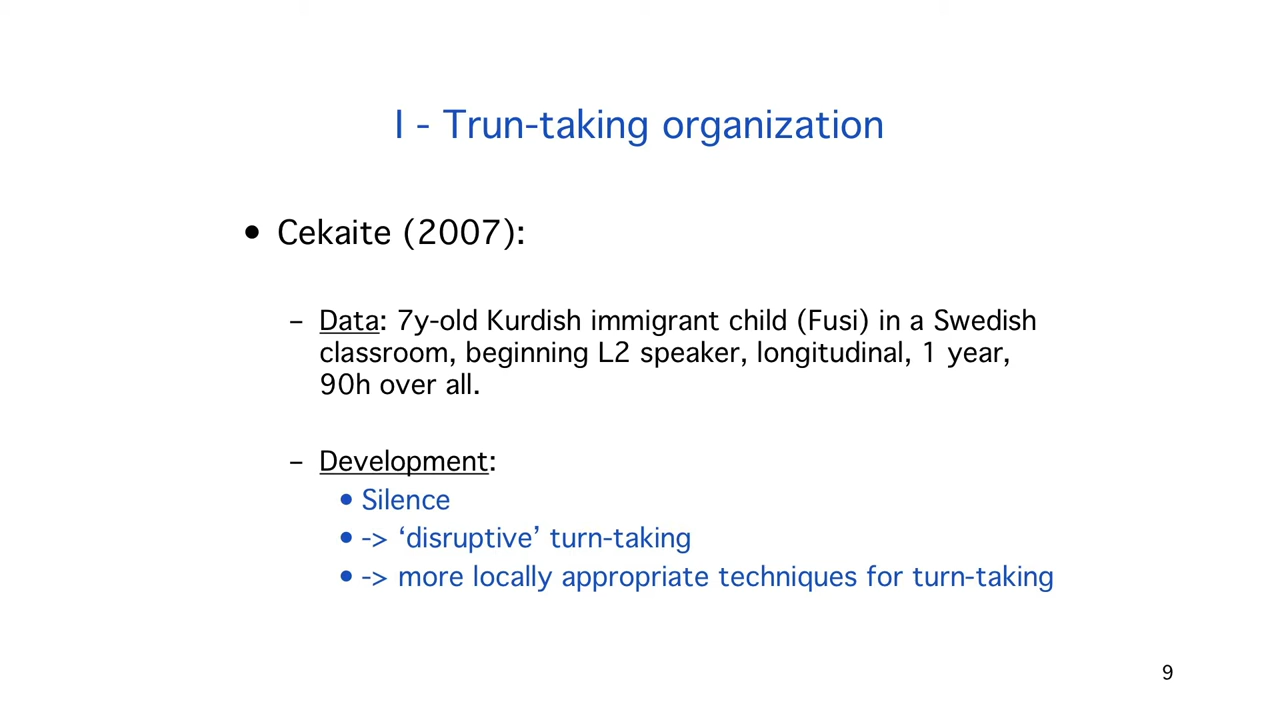 I - Trun-taking organization
• Cekaite (2007):
– Data: 7y-old Kurdish immigrant child (Fusi) in a Swedish
classroom, beginning L2 speaker, longitudinal, 1 year,
90h over all.
– Development:
• Silence
• -> ‘disruptive’ turn-taking
• -> more locally appropriate techniques for turn-taking
9